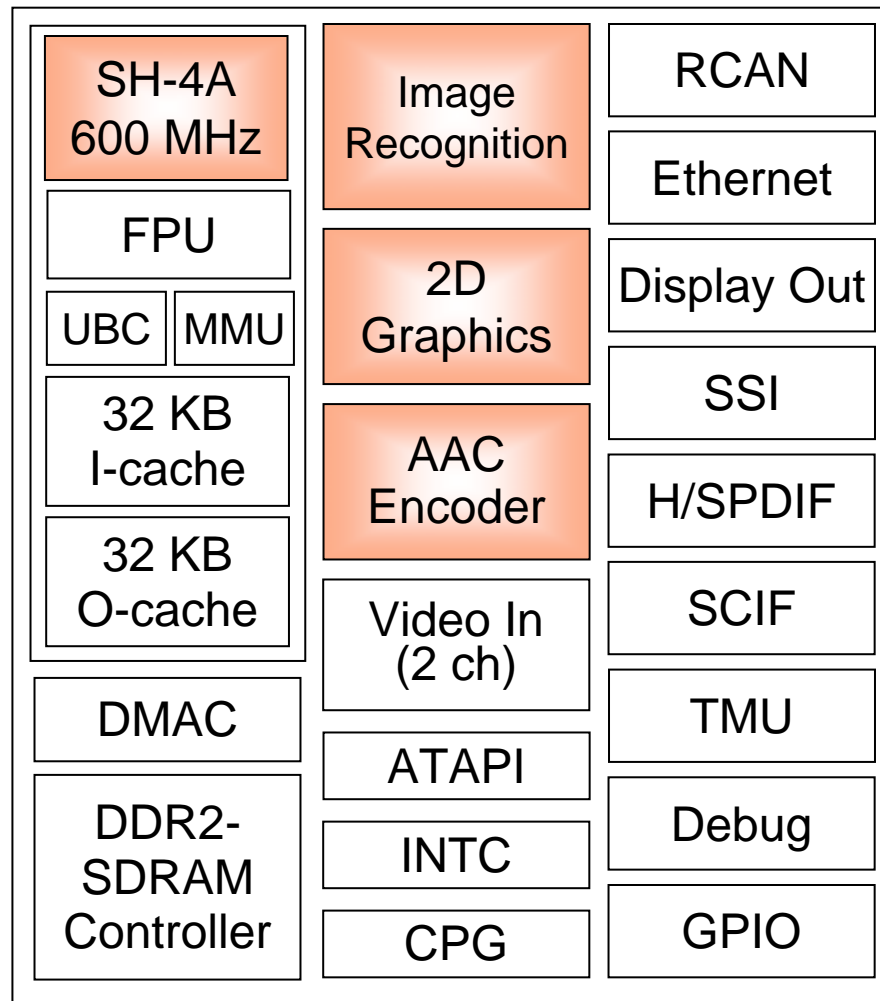 SH-4A
600 MHz
FPU
UBC
MMU
32 KB
I-cache
32 KB
O-cache
DMAC
DDR2-
SDRAM
Controller
Image
Recognition
2D
Graphics
AAC
Encoder
Video In
(2 ch)
ATAPI
INTC
CPG
RCAN
Ethernet
Display Out
SSI
H/SPDIF
SCIF
TMU
Debug
GPIO